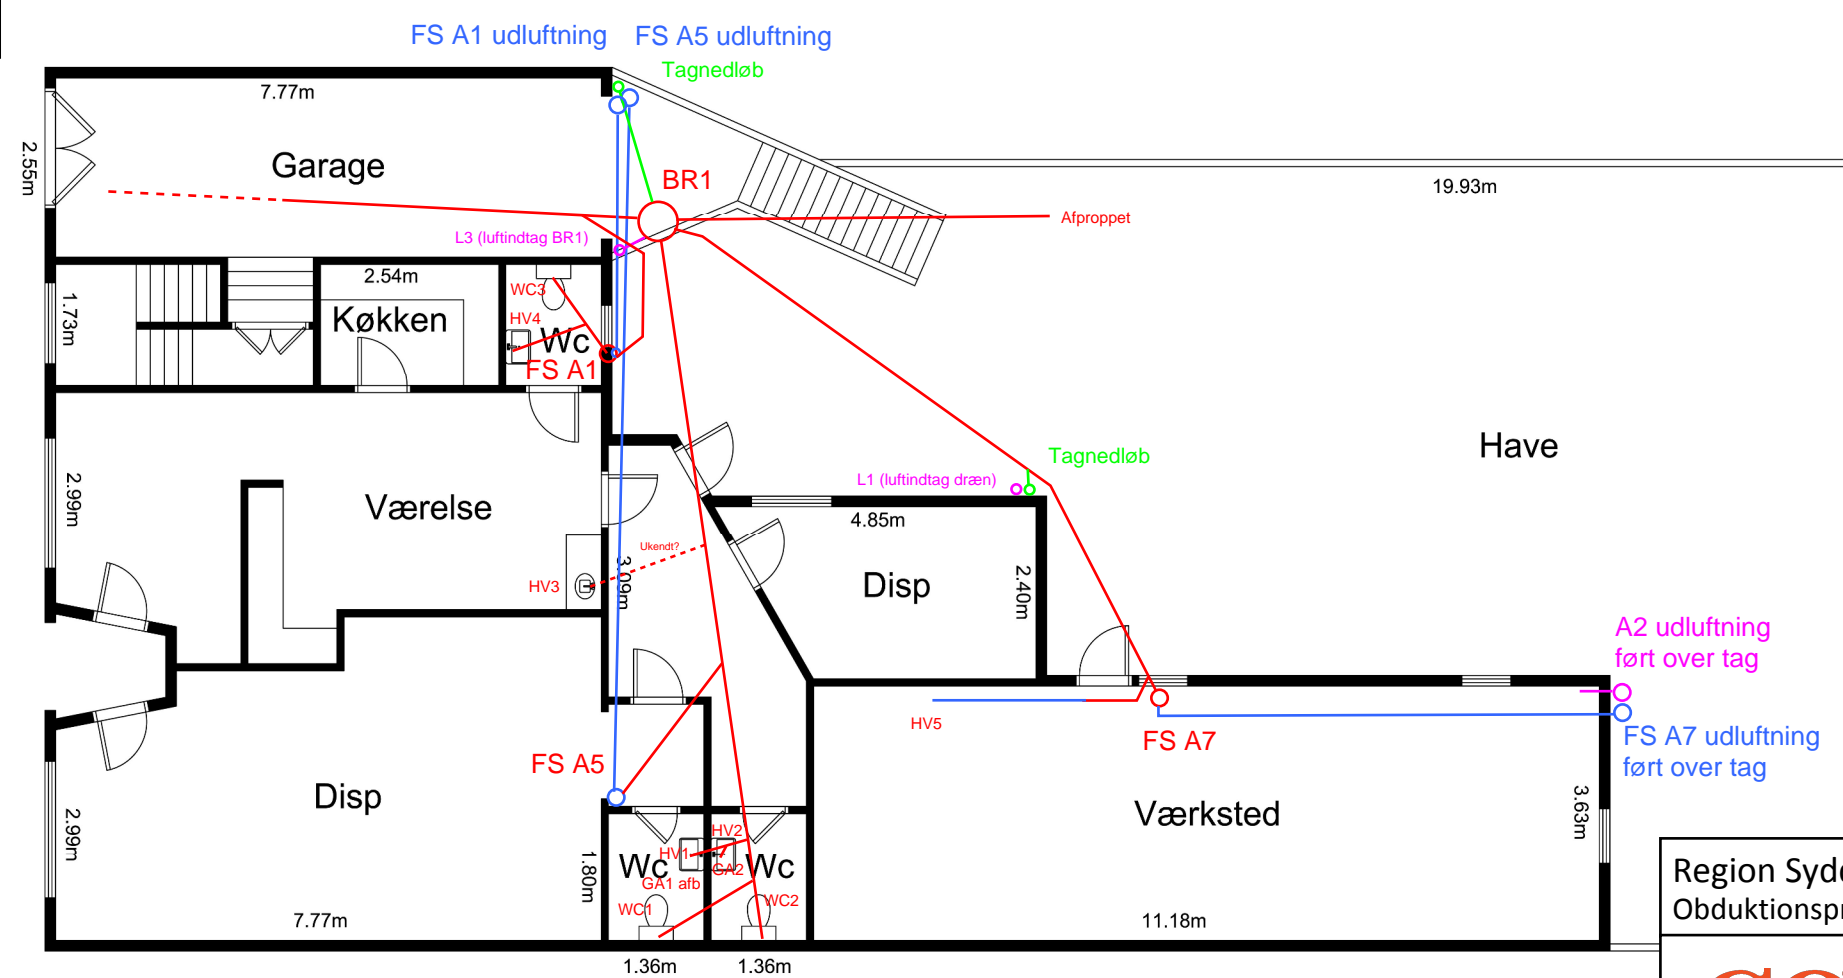 FS A1 udluftning
FS A5 udluftning
Tagnedløb
7.77m
2.55m
Garage
BR1
19.93m
Afproppet
L3 (luftindtag BR1)
2.54m
WC3
1.73m
Køkken
HV4
Wc
FS A1
Have
Tagnedløb
L1 (luftindtag dræn)
2.99m
Værelse
4.85m
Ukendt?
HV3
3.09m
Disp
2.40m
A2 udluftning
ført over tag
HV5
FS A7
FS A7 udluftning
ført over tag
FS A5
Disp
Værksted
3.63m
2.99m
HV2
HV1
Wc
GA2
Wc
1.80m
GA1 afb
WC1
WC2
7.77m
11.18m
1.36m
1.36m
Region Syd
Obduktionsp